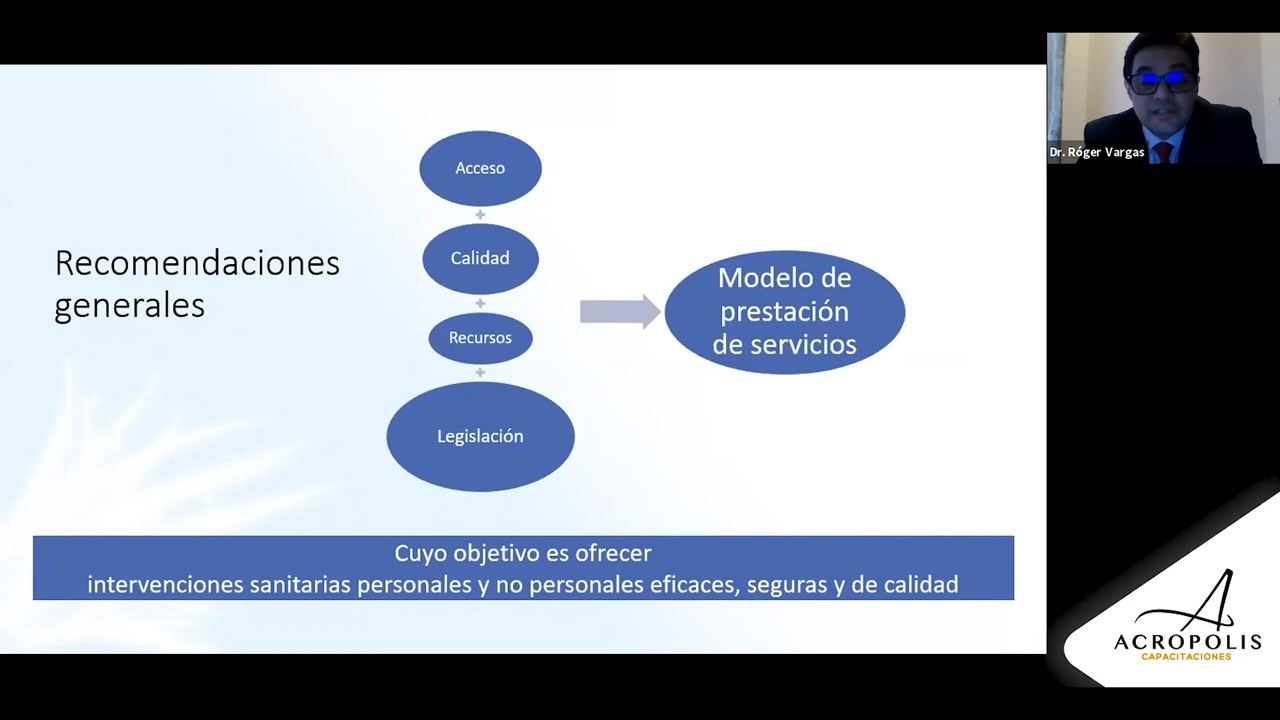 Recomendaciones
generales
Acceso
+
Calidad
+
Recursos
+
Legislación
Modelo de
prestación
de servicios
Cuyo objetivo es ofrecer
intervenciones sanitarias personales y no personales eficaces, seguras y de calidad
Dr. Róger Vargas
ACROPOLIS
CAPACITACIONES